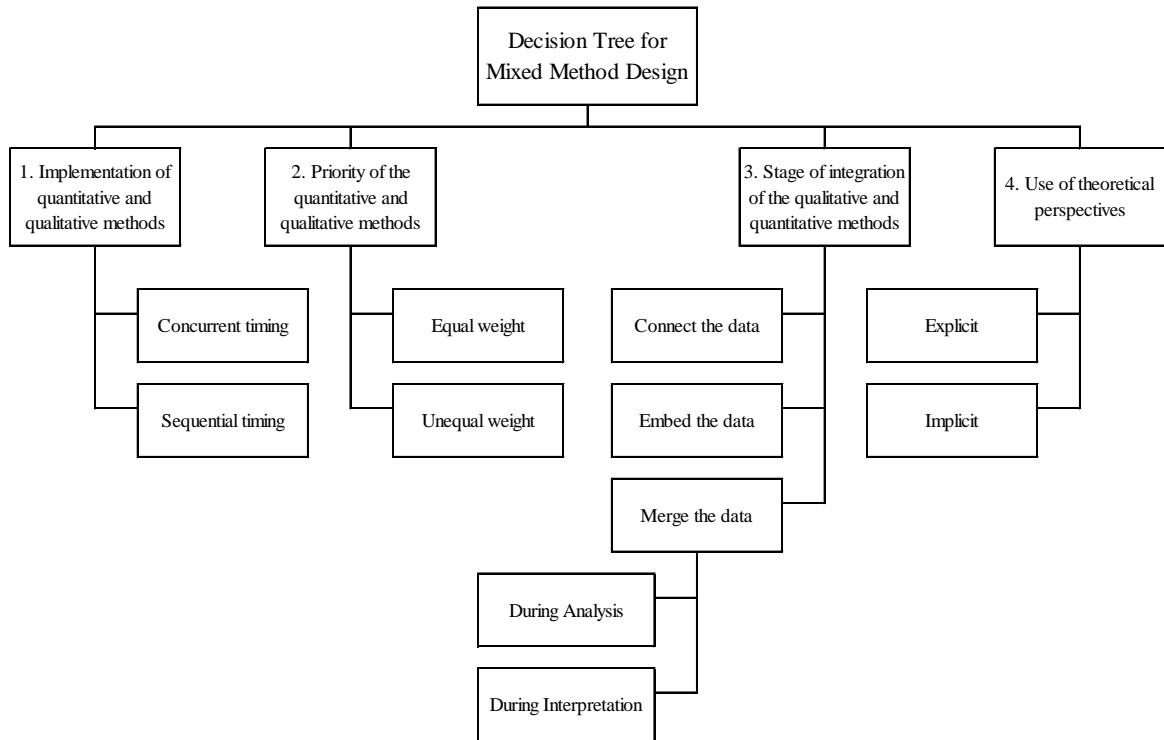 Decision Tree for
Mixed Method Design
1. Implementation of
quantitative and
qualitative methods
2. Priority of the
quantitative and
qualitative methods
3. Stage of integration
of the qualitative and
quantitative methods
4. Use of theoretical
perspectives
Concurrent timing
Equal weight
Connect the data
Explicit
Sequential timing
Unequal weight
Embed the data
Implicit
Merge the data
During Analysis
During Interpretation